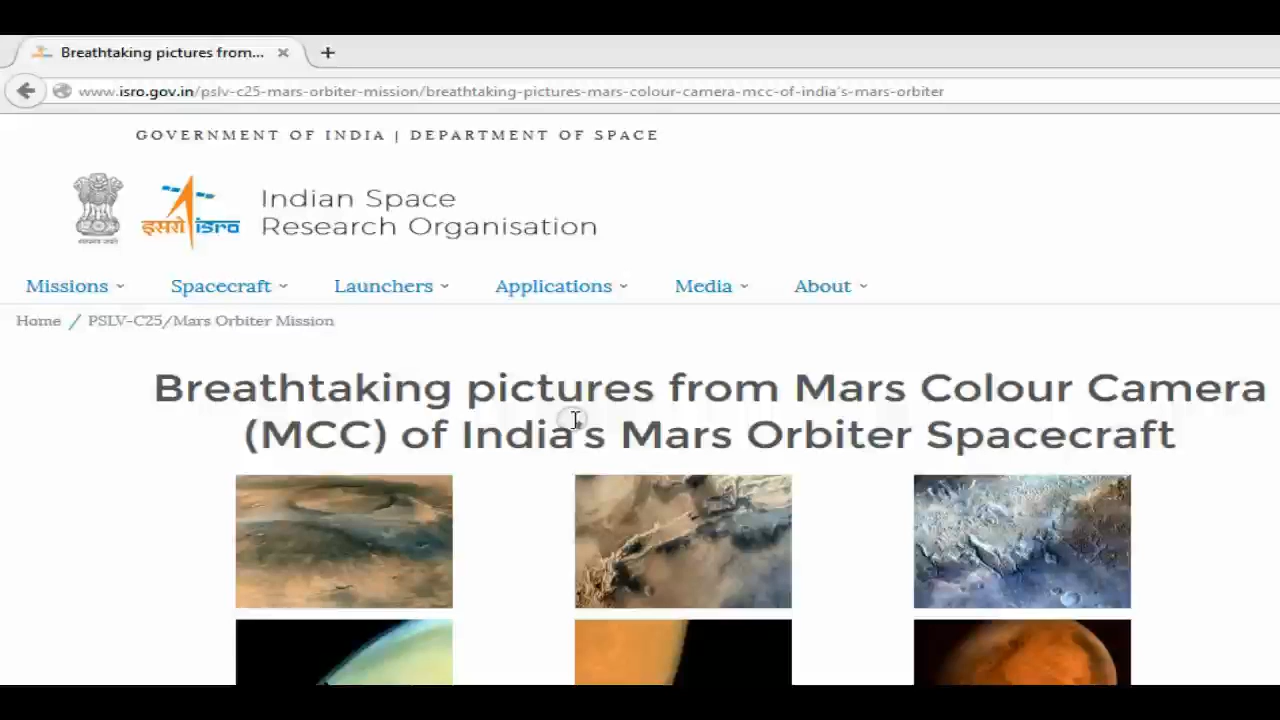 Breathtaking pictures from...
www.isro.gov.in/pslv-c25-mars-orbiter-mission/breathtaking-pictures-mars-colour-camera-mcc-of-india's-mars-orbiter
GOVERNMENT OF INDIA | DEPARTMENT OF SPACE
इसरो isro
Indian Space
Research Organisation
Missions
Spacecraft
Launchers
Applications
Media
About
Home / PSLV-C25/Mars Orbiter Mission
Breathtaking pictures from Mars Colour Camera
(MCC) of India's Mars Orbiter Spacecraft